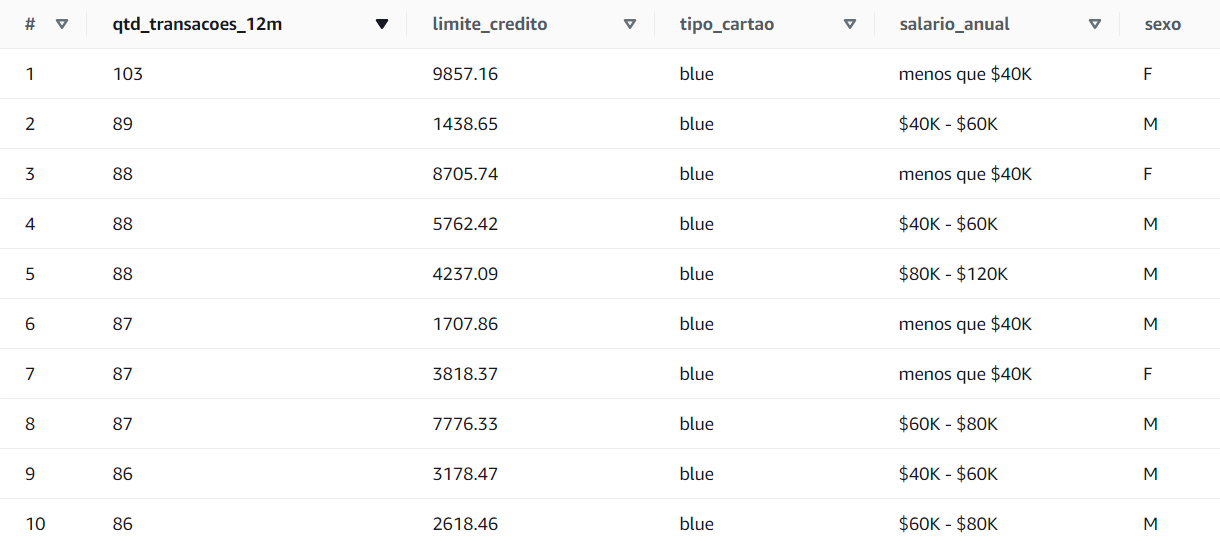 # qtd_transacoes_12m limite_credito tipo_cartao salario_anual sexo
1 103 9857.16 blue menos que $40K F
2 89 1438.65 blue $40K - $60K M
3 88 8705.74 blue menos que $40K F
4 88 5762.42 blue $40K - $60K M
5 88 4237.09 blue $80K - $120K M
6 87 1707.86 blue menos que $40K M
7 87 3818.37 blue menos que $40K F
8 87 7776.33 blue $60K - $80K M
9 86 3178.47 blue $40K - $60K M
10 86 2618.46 blue $60K - $80K M